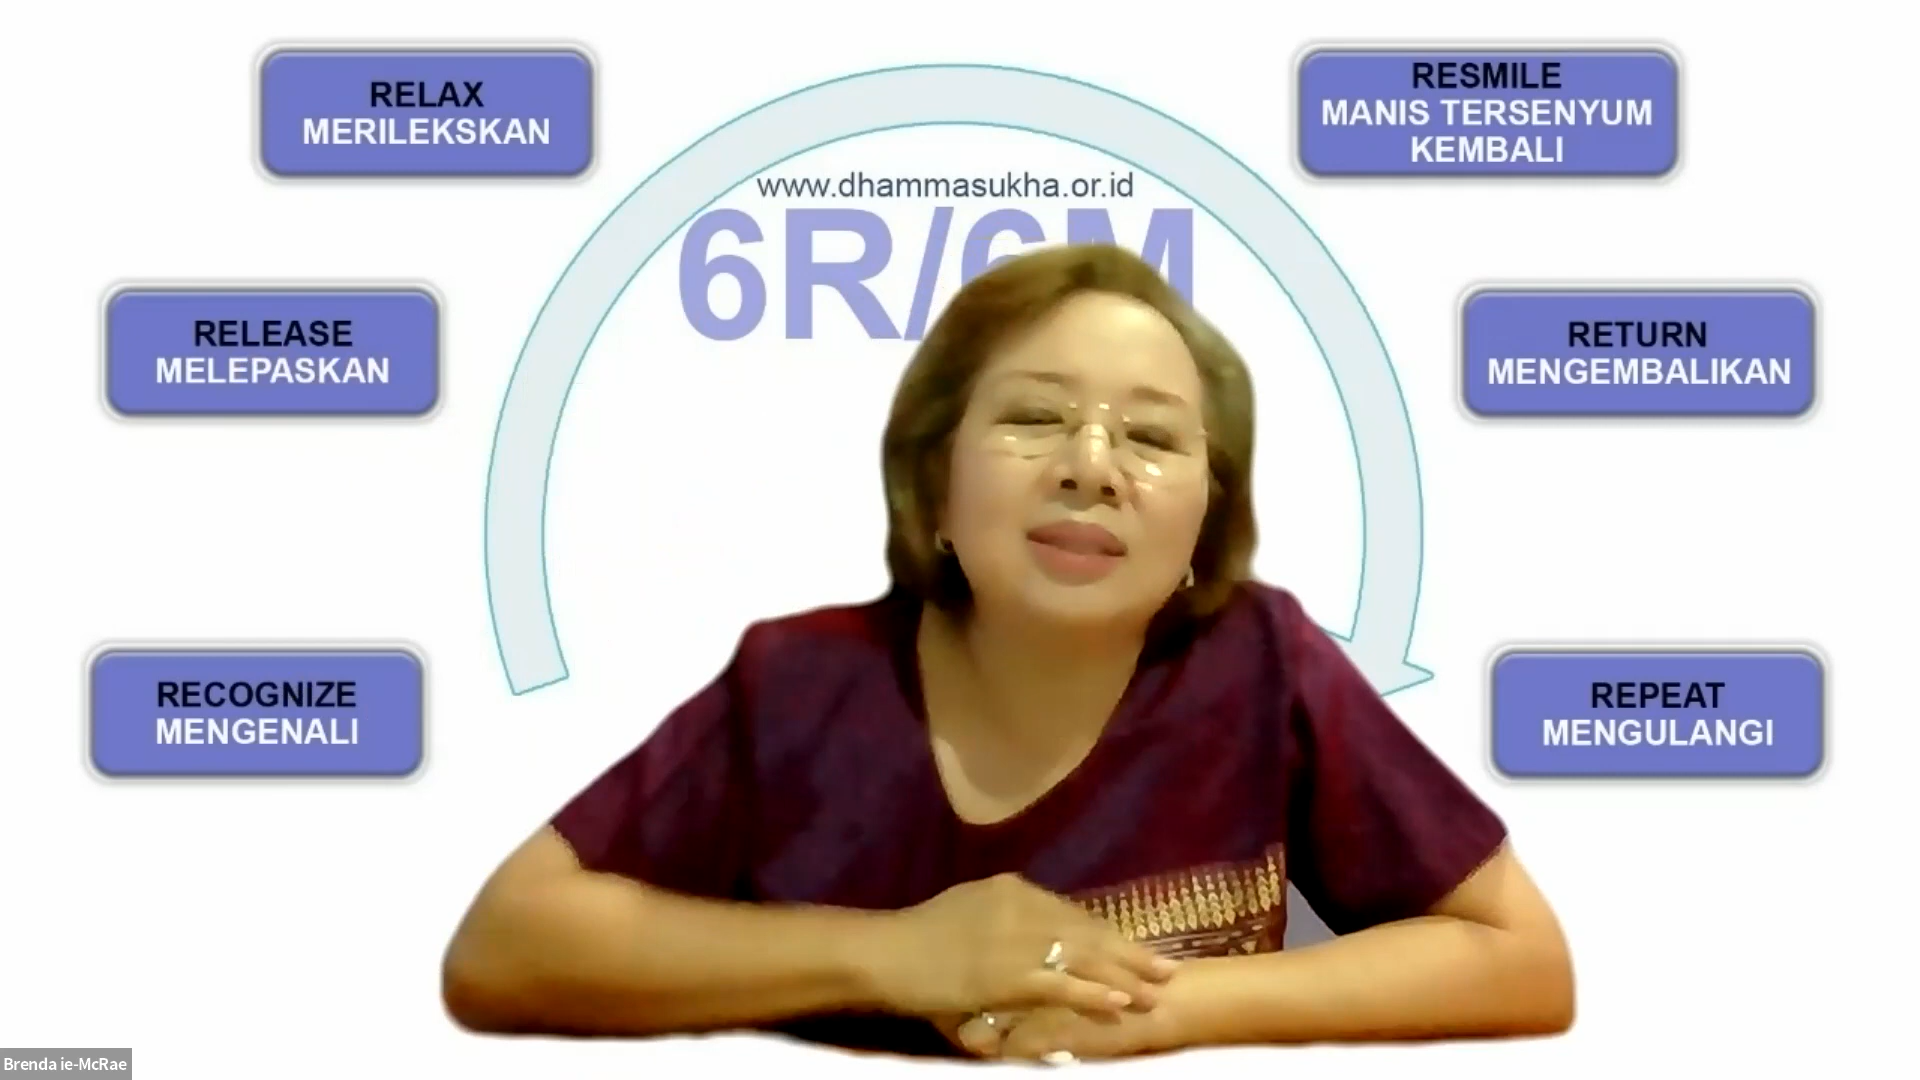 RELAX
MERILEKSKAN
RESMILE
MANIS TERSENYUM
KEMBALI
www.dhammasukha.or.id
6R/6M
RELEASE
MELEPASKAN
RETURN
MENGEMBALIKAN
RECOGNIZE
MENGENALI
REPEAT
MENGULANGI
Brenda ie-McRae